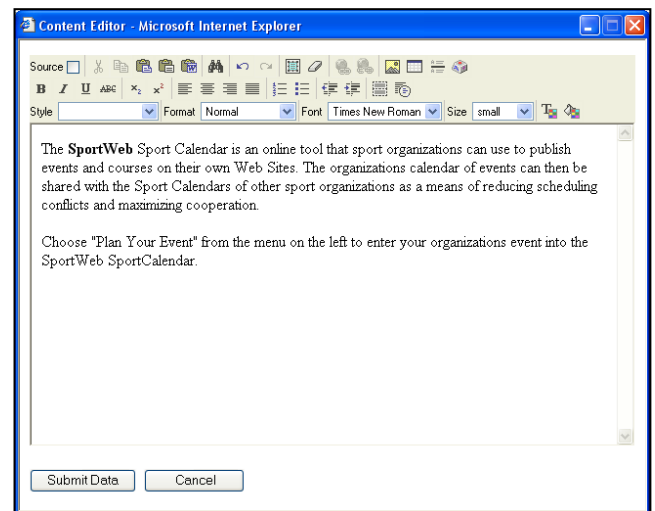 Content Editor - Microsoft Internet Explorer
Source
B I U ABC x₂ x²
Style Format Normal Font Times New Roman Size small
The SportWeb Sport Calendar is an online tool that sport organizations can use to publish
events and courses on their own Web Sites. The organizations calendar of events can then be
shared with the Sport Calendars of other sport organizations as a means of reducing scheduling
conflicts and maximizing cooperation.
Choose "Plan Your Event" from the menu on the left to enter your organizations event into the
SportWeb SportCalendar.
Submit Data Cancel